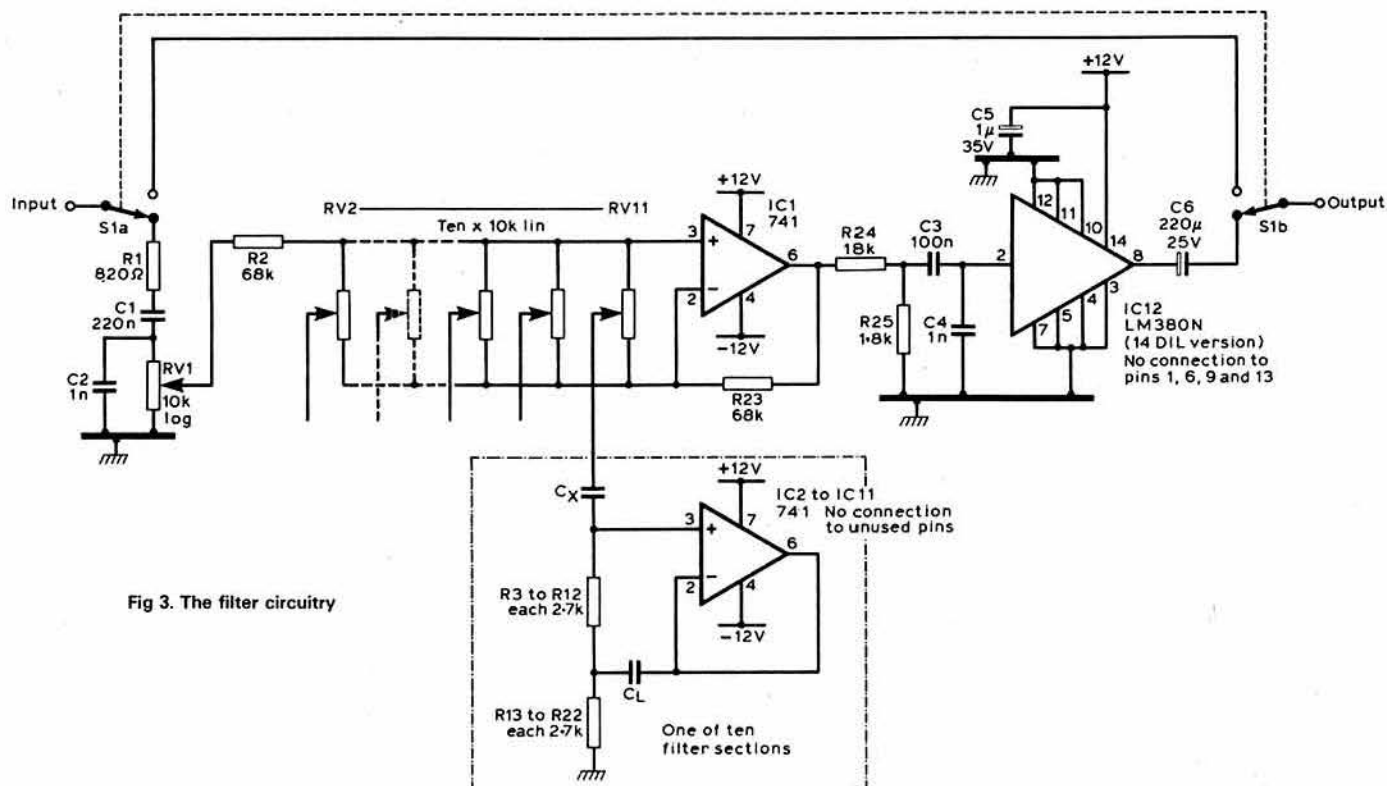 +12V
C5
1μ
35V
Input
S1a
R1
820Ω
C1
220n
C2
1n
RV1
10k
log
R2
68k
RV2
RV11
Ten x 10k lin
+12V
IC1
741
3
+
7
6
2
−
4
-12V
R23
68k
R24
18k
C3
100n
R25
1·8k
C4
1n
2
12
11
10
14
8
3
4
5
7
IC12
LM380N
(14 DIL version)
No connection to
pins 1, 6, 9 and 13
C6
220μ
25V
S1b
Output
CX
+12V
IC2 to IC11
741 No connection
to unused pins
3
+
7
6
2
−
4
-12V
R3 to R12
each 2·7k
CL
R13 to R22
each 2·7k
One of ten
filter sections
Fig 3. The filter circuitry